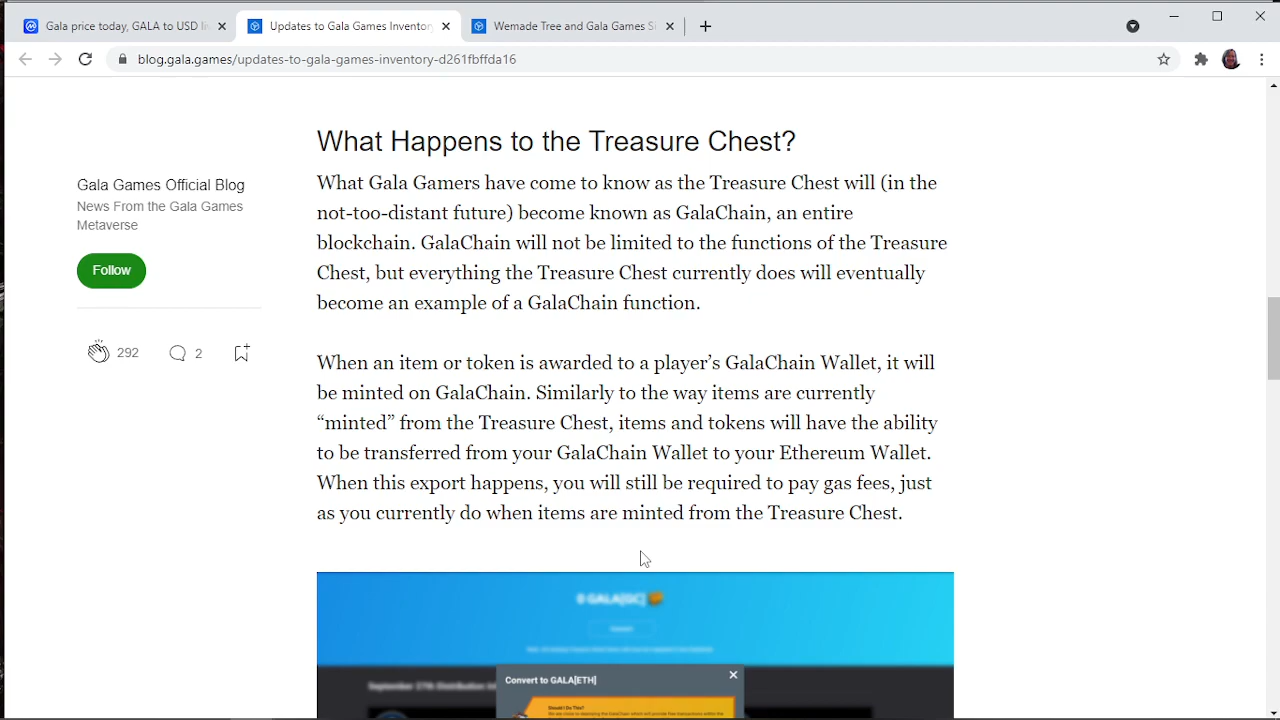 Gala price today, GALA to USD li
Updates to Gala Games Inventory
Wemade Tree and Gala Games Si
blog.gala.games/updates-to-gala-games-inventory-d261fbffda16
What Happens to the Treasure Chest?
Gala Games Official Blog
News From the Gala Games
Metaverse
Follow
292
2
What Gala Gamers have come to know as the Treasure Chest will (in the
not-too-distant future) become known as GalaChain, an entire
blockchain. GalaChain will not be limited to the functions of the Treasure
Chest, but everything the Treasure Chest currently does will eventually
become an example of a GalaChain function.
When an item or token is awarded to a player’s GalaChain Wallet, it will
be minted on GalaChain. Similarly to the way items are currently
“minted” from the Treasure Chest, items and tokens will have the ability
to be transferred from your GalaChain Wallet to your Ethereum Wallet.
When this export happens, you will still be required to pay gas fees, just
as you currently do when items are minted from the Treasure Chest.
0 GALA[GC]
Convert to GALA[ETH]
Should I Do This?